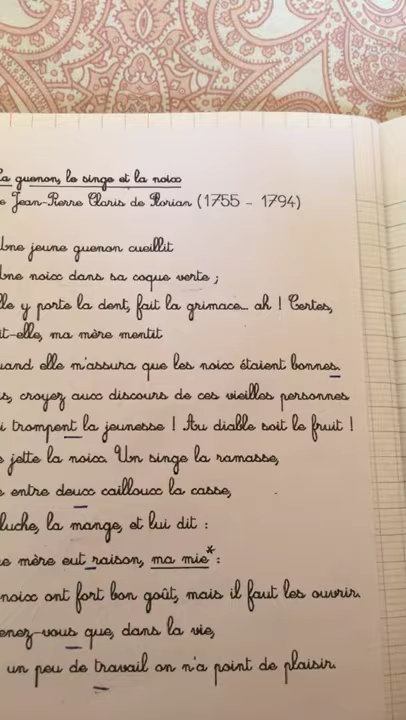 La guenon, le singe et la noix
e Jean-Pierre Claris de Florian (1755 - 1794)
Une jeune guenon cueillit
Une noix dans sa coque verte ;
lle y porte la dent, fait la grimace... ah ! Certes,
it-elle, ma mère mentit
uand elle m'assura que les noix étaient bonnes.
s, croyez aux discours de ces vieilles personnes
i trompent la jeunesse ! Au diable soit le fruit !
e jette la noix. Un singe la ramasse,
e entre deux cailloux la casse,
luche, la mange, et lui dit :
e mère eut raison, ma mie* :
noix ont fort bon goût, mais il faut les ouvrir.
enez-vous que, dans la vie,
un peu de travail on n'a point de plaisir.